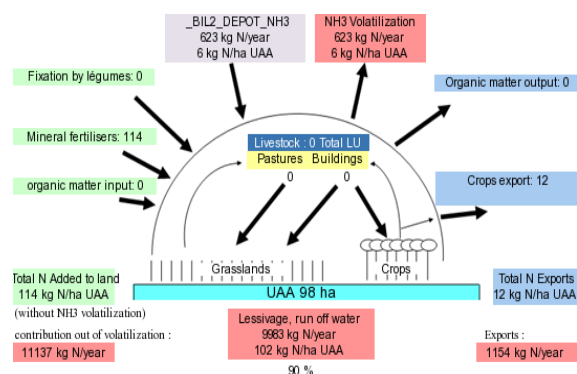 _BIL2_DEPOT_NH3
623 kg N/year
6 kg N/ha UAA
NH3 Volatilization
623 kg N/year
6 kg N/ha UAA
Fixation by légumes: 0
Organic matter output: 0
Mineral fertilisers: 114
Livestock : 0 Total LU
Pastures Buildings
0 0
organic matter input: 0
Crops export: 12
Grasslands
Crops
Total N Added to land
114 kg N/ha UAA
(without NH3 volatilization)
Total N Exports
12 kg N/ha UAA
UAA 98 ha
contribution out of volatilization :
11137 kg N/year
Lessivage, run off water
9983 kg N/year
102 kg N/ha UAA
90 %
Exports :
1154 kg N/year